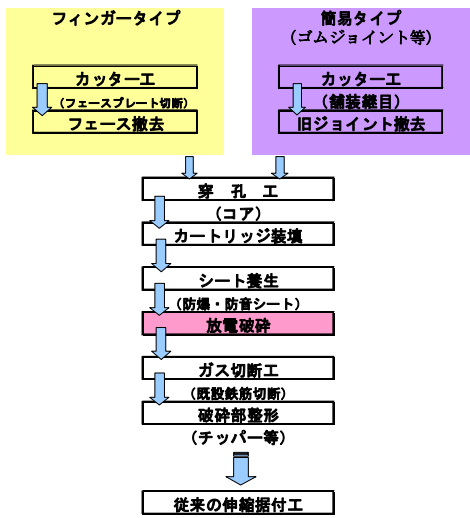 フィンガータイプ
カッター工
(フェースプレート切断)
フェース撤去
簡易タイプ
(ゴムジョイント等)
カッター工
(舗装継目)
旧ジョイント撤去
穿　孔　工
(コア)
カートリッジ装填
シート養生
(防爆・防音シート)
放電破砕
ガス切断工
(既設鉄筋切断)
破砕部整形
(チッパー等)
従来の伸縮据付工